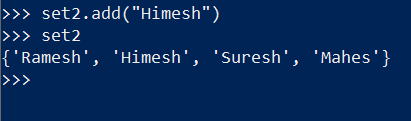 >>> set2.add("Himesh")
>>> set2
{'Ramesh', 'Himesh', 'Suresh', 'Mahes'}
>>>